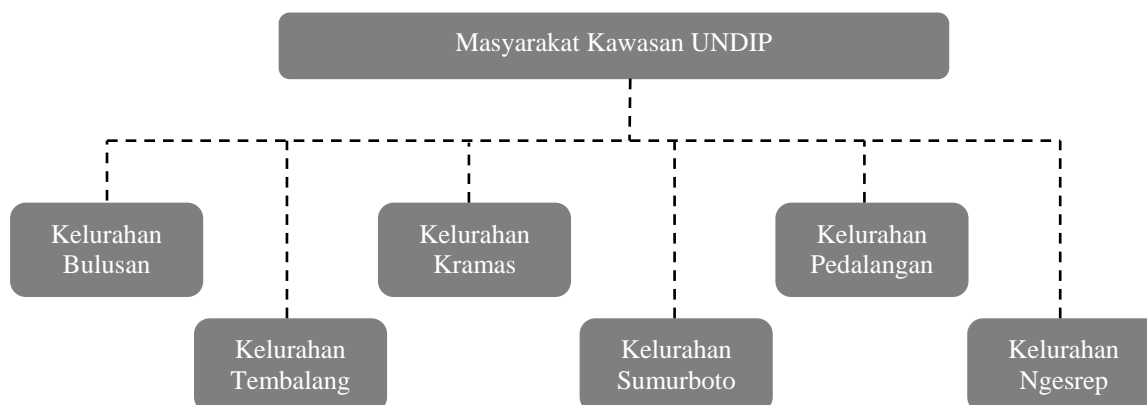 Masyarakat Kawasan UNDIP
Kelurahan
Bulusan
Kelurahan
Kramas
Kelurahan
Pedalangan
Kelurahan
Tembalang
Kelurahan
Sumurboto
Kelurahan
Ngesrep